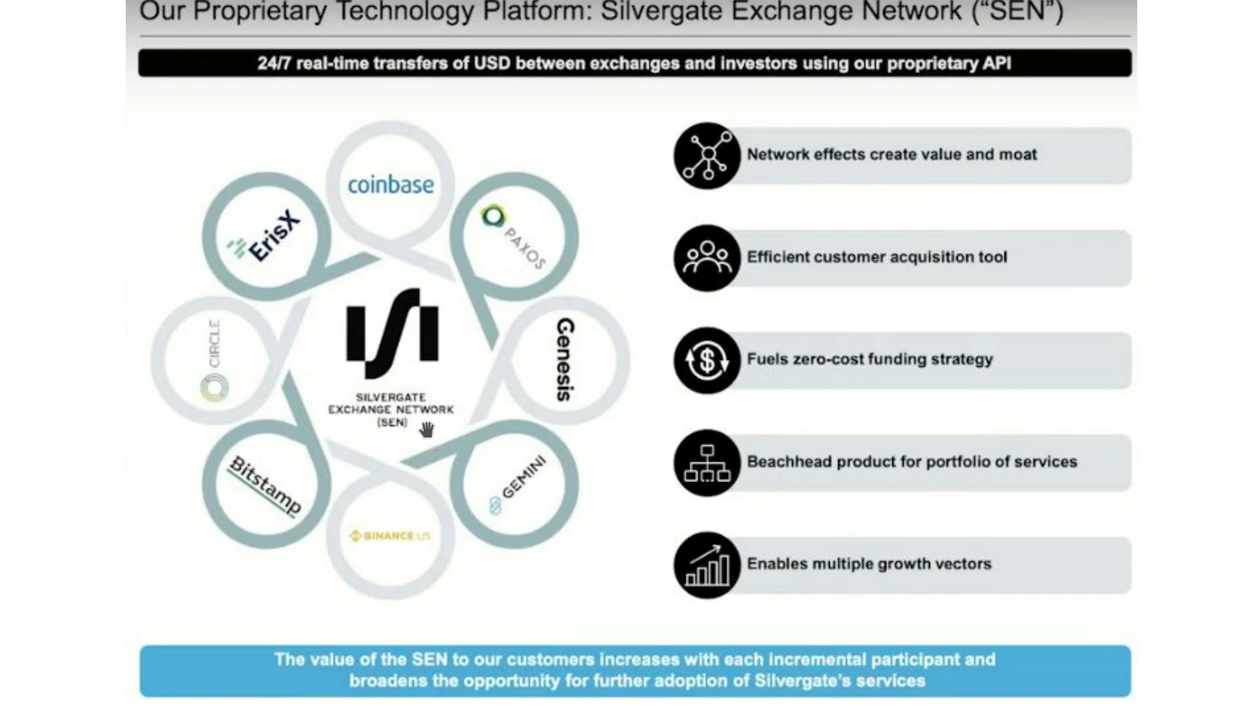 Our Proprietary Technology Platform: Silvergate Exchange Network (“SEN”)
24/7 real-time transfers of USD between exchanges and investors using our proprietary API
coinbase
PAXOS
Genesis
GEMINI
BINANCE.US
Bitstamp
CIRCLE
ErisX
SILVERGATE
EXCHANGE NETWORK
(SEN)
Network effects create value and moat
Efficient customer acquisition tool
Fuels zero-cost funding strategy
Beachhead product for portfolio of services
Enables multiple growth vectors
The value of the SEN to our customers increases with each incremental participant and
broadens the opportunity for further adoption of Silvergate’s services